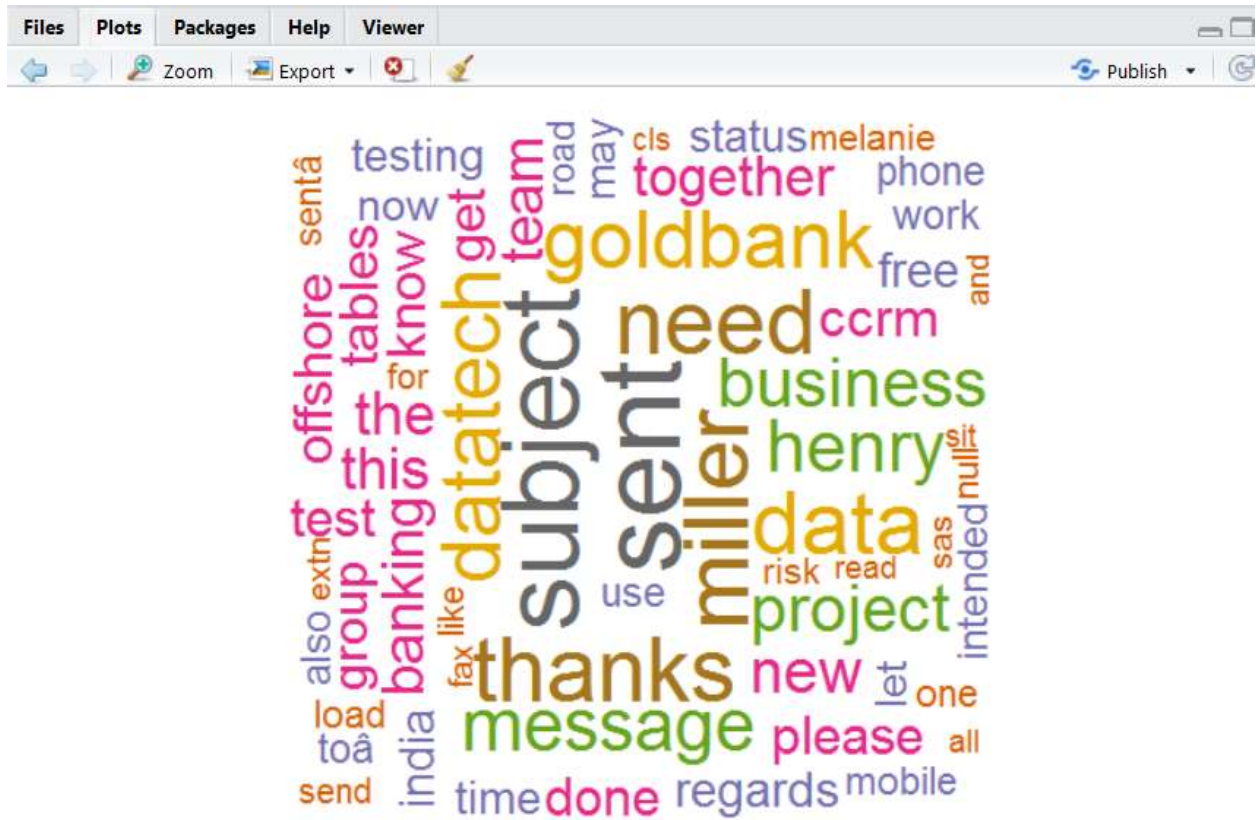 Files Plots Packages Help Viewer
Zoom Export Publish
road
may
cls
status
melanie
testing
sentâ
together
phone
team
now
get
work
goldbank
tables
know
free
and
offshore
datatech
subject
need
ccrm
for
sent
business
the
miller
henry
sit
null
this
test
banking
data
intended
sas
extn
risk
read
group
use
project
also
like
fax
thanks
new
let
one
load
message
toâ
india
please
all
send
time
done
regards
mobile